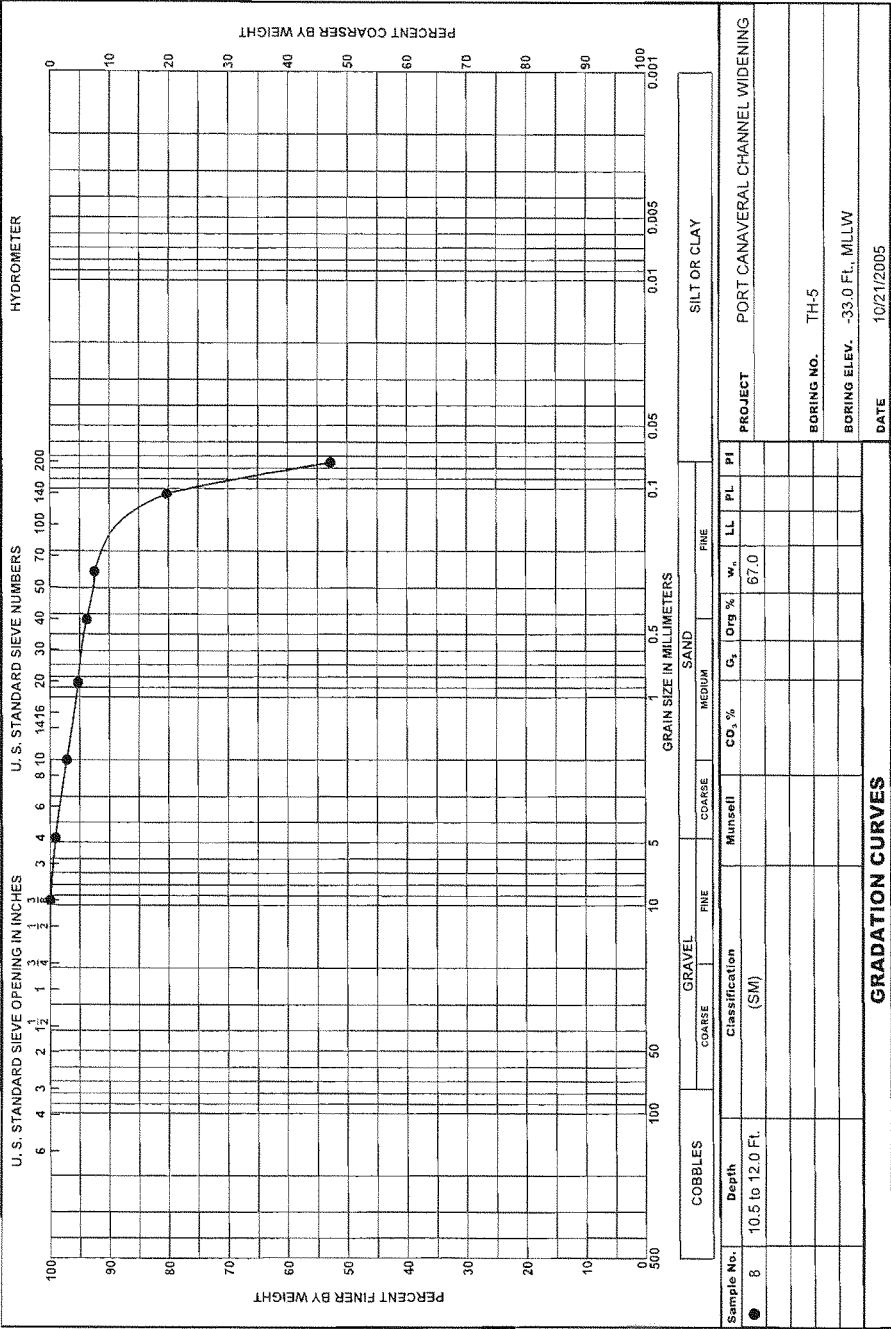 U. S. STANDARD SIEVE OPENING IN INCHES
U. S. STANDARD SIEVE NUMBERS
HYDROMETER
6 4 3 2 1 1/2 1 3/4 1/2 3/8 3 4 6 8 10 14 16 20 30 40 50 70 100 140 200
PERCENT FINER BY WEIGHT
100
90
80
70
60
50
40
30
20
10
0
PERCENT COARSER BY WEIGHT
0
10
20
30
40
50
60
70
80
90
100
500 100 50 10 5 1 0.5 0.1 0.05 0.01 0.005 0.001
GRAIN SIZE IN MILLIMETERS
COBBLES
GRAVEL
COARSE
FINE
SAND
COARSE
MEDIUM
FINE
SILT OR CLAY
Sample No. Depth Classification Munsell CO₃ % Gs Org % Wn LL PL PI
● 8 10.5 to 12.0 Ft. (SM) 67.0
PROJECT PORT CANAVERAL CHANNEL WIDENING
BORING NO. TH-5
BORING ELEV. -33.0 Ft., MLLW
DATE 10/21/2005
GRADATION CURVES